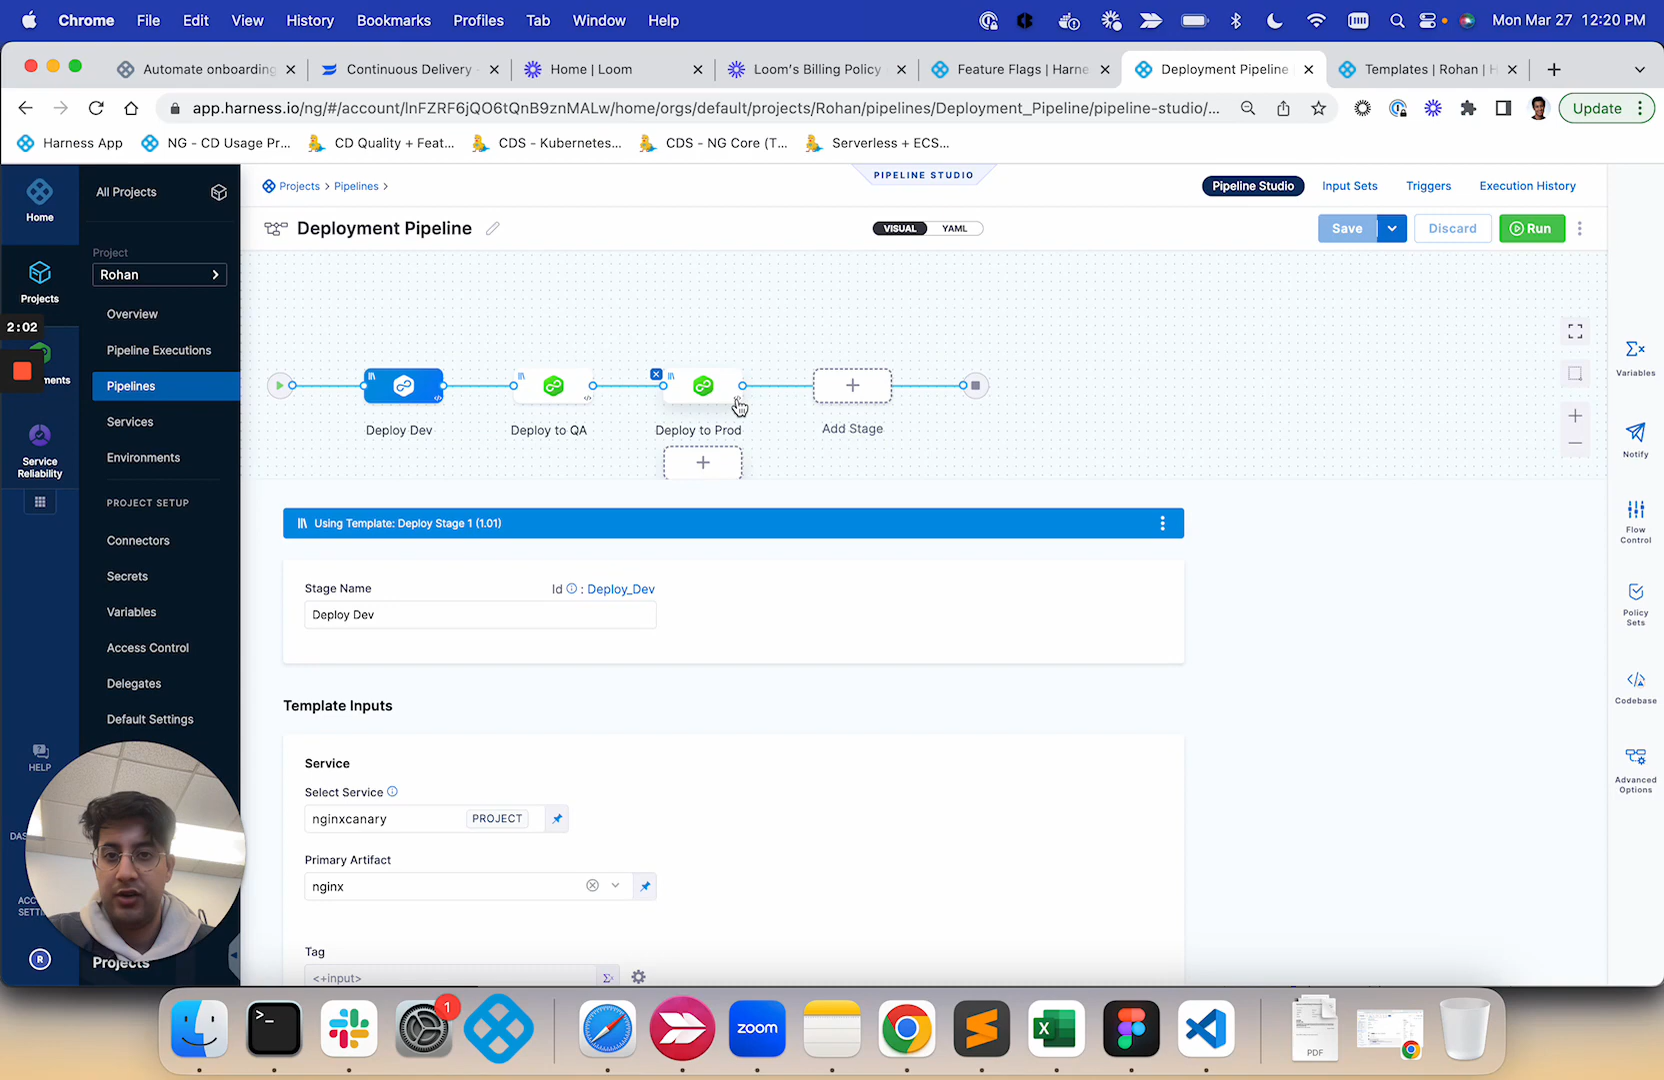 Chrome File Edit View History Bookmarks Profiles Tab Window Help Mon Mar 27 12:20 PM
Automate onboarding
Continuous Delivery -
Home | Loom
Loom's Billing Policy
Feature Flags | Harne
Deployment Pipeline
Templates | Rohan | H
app.harness.io/ng/#/account/lnFZRF6jQO6tQnB9znMALw/home/orgs/default/projects/Rohan/pipelines/Deployment_Pipeline/pipeline-studio/...
Update
Harness App
NG - CD Usage Pr...
CD Quality + Feat...
CDS - Kubernetes...
CDS - NG Core (T...
Serverless + ECS...
Home
Projects
2:02
ments
Service
Reliability
HELP
DAS
ACC
SETT
R
All Projects
Project
Rohan
Overview
Pipeline Executions
Pipelines
Services
Environments
PROJECT SETUP
Connectors
Secrets
Variables
Access Control
Delegates
Default Settings
Projects
Projects > Pipelines >
PIPELINE STUDIO
Pipeline Studio
Input Sets
Triggers
Execution History
Deployment Pipeline
VISUAL
YAML
Save
Discard
Run
Deploy Dev
Deploy to QA
Deploy to Prod
Add Stage
Using Template: Deploy Stage 1 (1.01)
Stage Name
Id : Deploy_Dev
Deploy Dev
Template Inputs
Service
Select Service
nginxcanary
PROJECT
Primary Artifact
nginx
Tag
<+input>
Variables
Notify
Flow
Control
Policy
Sets
Codebase
Advanced
Options
1
zoom
X
PDF